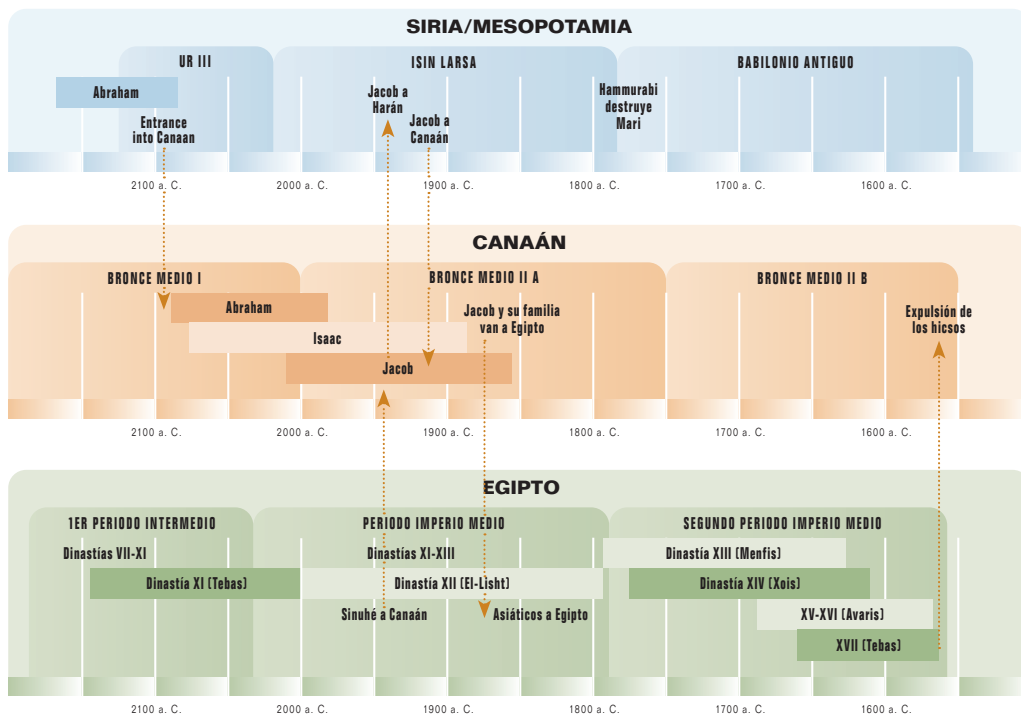 SIRIA/MESOPOTAMIA
UR III
ISIN LARSA
BABILONIO ANTIGUO
Abraham
Jacob a
Harán
Hammurabi
destruye
Mari
Entrance
into Canaan
Jacob a
Canaán
2100 a. C.
2000 a. C.
1900 a. C.
1800 a. C.
1700 a. C.
1600 a. C.
CANAÁN
BRONCE MEDIO I
BRONCE MEDIO II A
BRONCE MEDIO II B
Abraham
Jacob y su familia
van a Egipto
Expulsión de
los hicsos
Isaac
Jacob
2100 a. C.
2000 a. C.
1900 a. C.
1800 a. C.
1700 a. C.
1600 a. C.
EGIPTO
1ER PERIODO INTERMEDIO
PERIODO IMPERIO MEDIO
SEGUNDO PERIODO IMPERIO MEDIO
Dinastías VII-XI
Dinastías XI-XIII
Dinastía XIII (Menfis)
Dinastía XI (Tebas)
Dinastía XII (El-Lisht)
Dinastía XIV (Xois)
Sinuhé a Canaán
Asiáticos a Egipto
XV-XVI (Avaris)
XVII (Tebas)
2100 a. C.
2000 a. C.
1900 a. C.
1800 a. C.
1700 a. C.
1600 a. C.